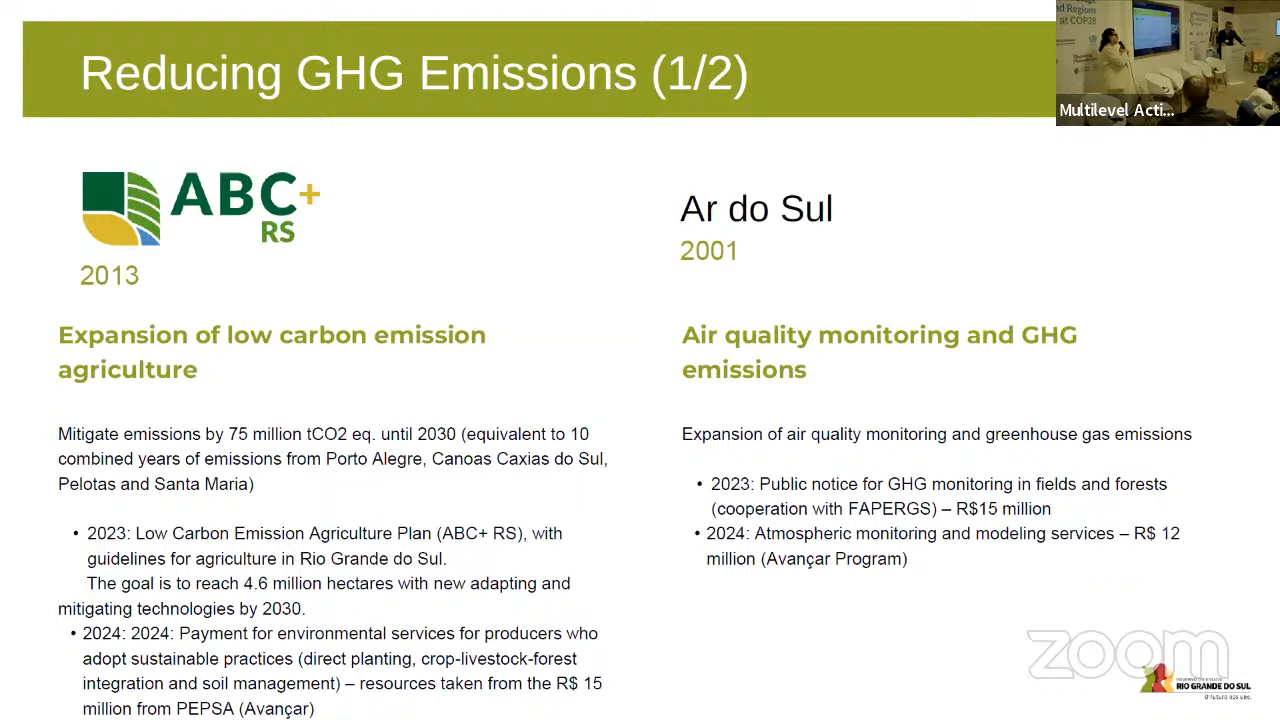 Reducing GHG Emissions (1/2)
nd Regions
at COP28
Multilevel Acti...
ABC+
RS
2013
Expansion of low carbon emission
agriculture
Mitigate emissions by 75 million tCO2 eq. until 2030 (equivalent to 10
combined years of emissions from Porto Alegre, Canoas Caxias do Sul,
Pelotas and Santa Maria)
• 2023: Low Carbon Emission Agriculture Plan (ABC+ RS), with
guidelines for agriculture in Rio Grande do Sul.
The goal is to reach 4.6 million hectares with new adapting and
mitigating technologies by 2030.
• 2024: 2024: Payment for environmental services for producers who
adopt sustainable practices (direct planting, crop-livestock-forest
integration and soil management) – resources taken from the R$ 15
million from PEPSA (Avançar)
Ar do Sul
2001
Air quality monitoring and GHG
emissions
Expansion of air quality monitoring and greenhouse gas emissions
• 2023: Public notice for GHG monitoring in fields and forests
(cooperation with FAPERGS) – R$15 million
• 2024: Atmospheric monitoring and modeling services – R$ 12
million (Avançar Program)
zoom
RIO GRANDE DO SUL
O futuro nos une.